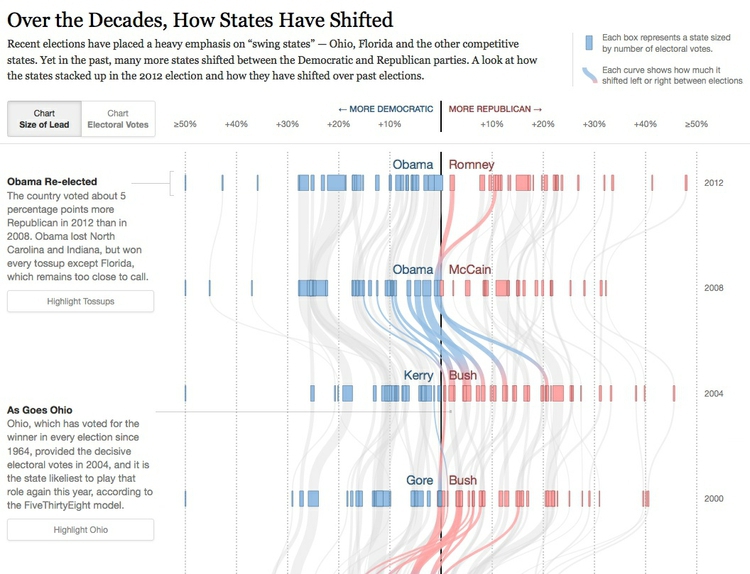 Over the Decades, How States Have Shifted
Recent elections have placed a heavy emphasis on “swing states” — Ohio, Florida and the other competitive
states. Yet in the past, many more states shifted between the Democratic and Republican parties. A look at how
the states stacked up in the 2012 election and how they have shifted over past elections.
Each box represents a state sized
by number of electoral votes.
Each curve shows how much it
shifted left or right between elections
Chart
Size of Lead
Chart
Electoral Votes
← MORE DEMOCRATIC
MORE REPUBLICAN →
≥50% +40% +30% +20% +10% +10% +20% +30% +40% ≥50%
Obama Romney
2012
Obama Re-elected
The country voted about 5
percentage points more
Republican in 2012 than in
2008. Obama lost North
Carolina and Indiana, but won
every tossup except Florida,
which remains too close to call.
Highlight Tossups
Obama McCain
2008
Kerry Bush
2004
As Goes Ohio
Ohio, which has voted for the
winner in every election since
1964, provided the decisive
electoral votes in 2004, and it is
the state likeliest to play that
role again this year, according to
the FiveThirtyEight model.
Highlight Ohio
Gore Bush
2000